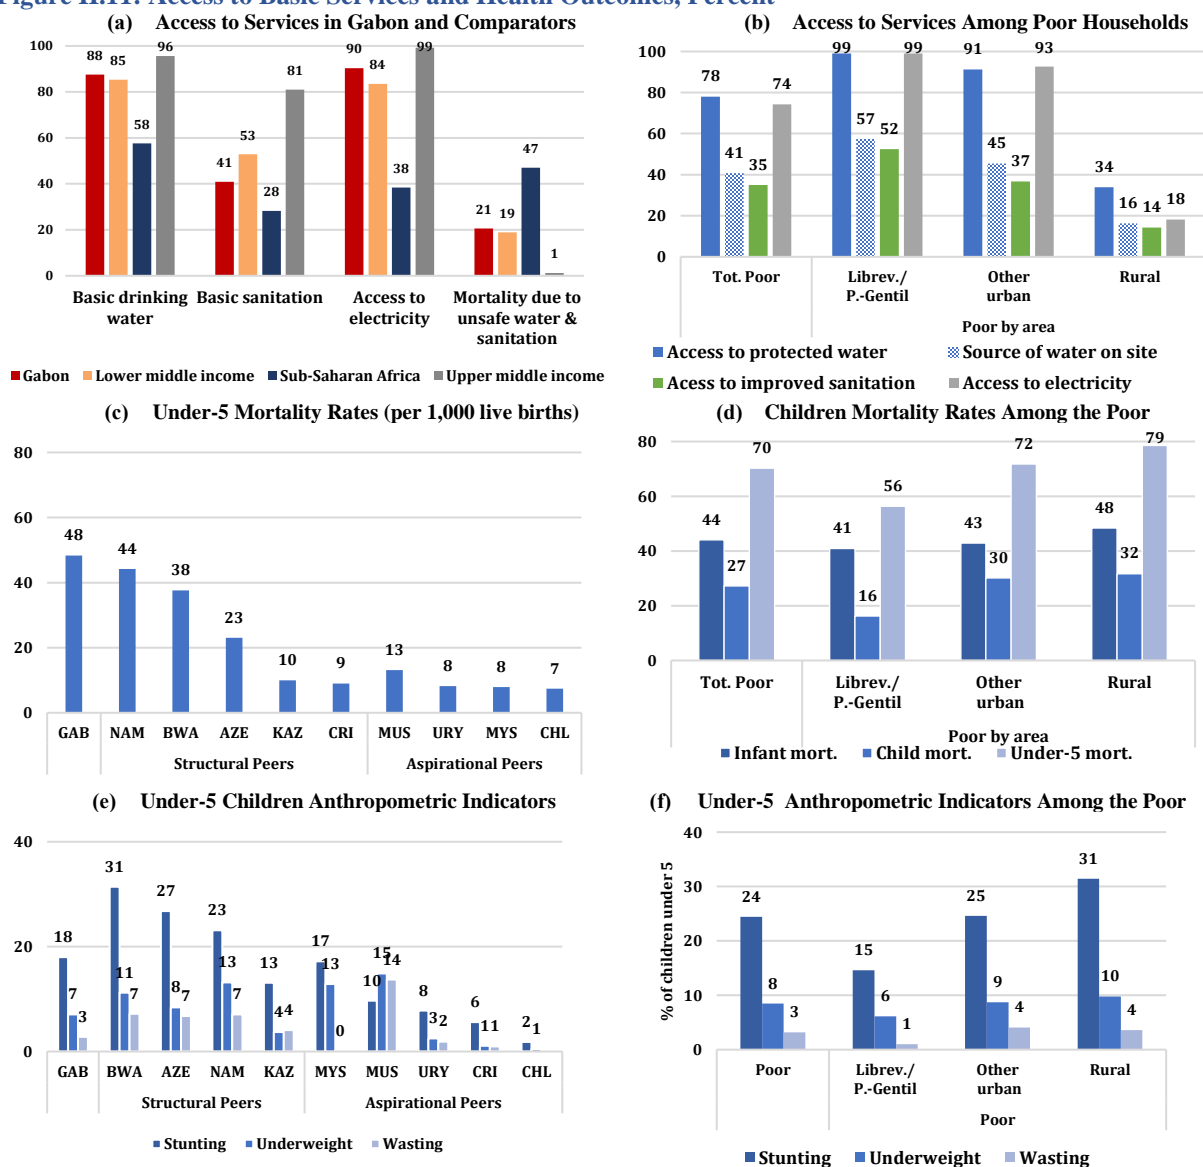 Figure II.11: Access to Basic Services and Health Outcomes, Percent
(a) Access to Services in Gabon and Comparators
100
80
60
40
20
0
88 85 58 96
41 53 28 81
90 84 38 99
21 19 47 1
Basic drinking water
Basic sanitation
Access to electricity
Mortality due to unsafe water & sanitation
Gabon Lower middle income Sub-Saharan Africa Upper middle income
(b) Access to Services Among Poor Households
100
80
60
40
20
0
78 41 35 74
99 57 52 99
91 45 37 93
34 16 14 18
Tot. Poor
Librev./ P.-Gentil
Other urban
Rural
Poor by area
Access to protected water Source of water on site
Acess to improved sanitation Access to electricity
(c) Under-5 Mortality Rates (per 1,000 live births)
80
60
40
20
0
48 44 38 23 10 9 13 8 8 7
GAB NAM BWA AZE KAZ CRI MUS URY MYS CHL
Structural Peers Aspirational Peers
(d) Children Mortality Rates Among the Poor
80
60
40
20
0
44 27 70
41 16 56
43 30 72
48 32 79
Tot. Poor
Librev./ P.-Gentil
Other urban
Rural
Poor by area
Infant mort. Child mort. Under-5 mort.
(e) Under-5 Children Anthropometric Indicators
40
20
0
18 7 3
31 11 7
27 8 7
23 13 7
13 4 4
17 13 0
10 15 14
8 3 2
6 1 1
2 1
GAB BWA AZE NAM KAZ MYS MUS URY CRI CHL
Structural Peers Aspirational Peers
Stunting Underweight Wasting
(f) Under-5 Anthropometric Indicators Among the Poor
% of children under 5
40
30
20
10
0
24 8 3
15 6 1
25 9 4
31 10 4
Poor
Librev./ P.-Gentil
Other urban
Rural
Poor
Stunting Underweight Wasting